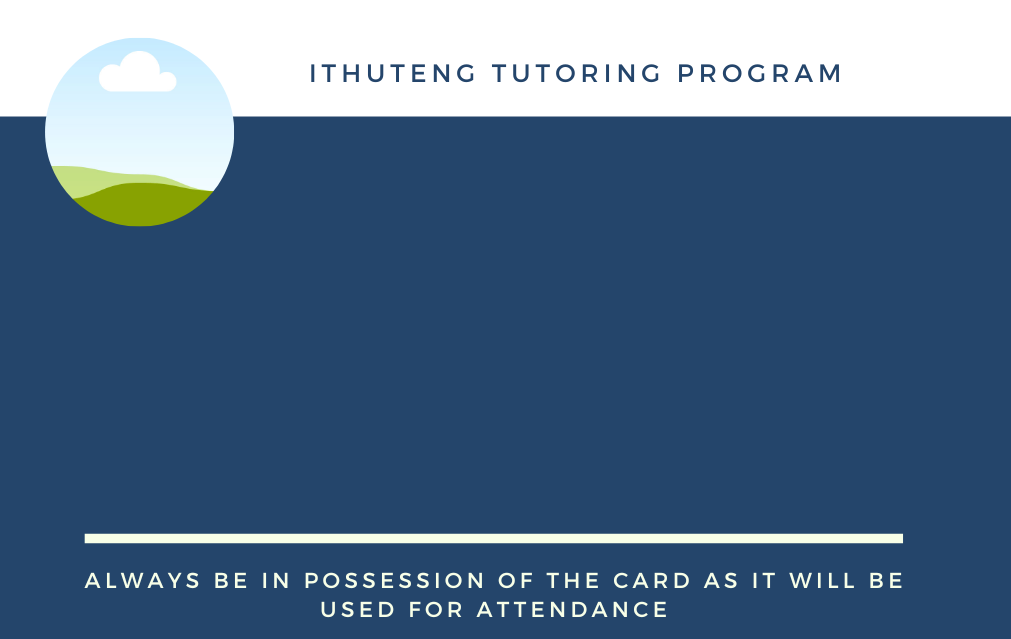 ITHUTENG TUTORING PROGRAM
ALWAYS BE IN POSSESSION OF THE CARD AS IT WILL BE
USED FOR ATTENDANCE